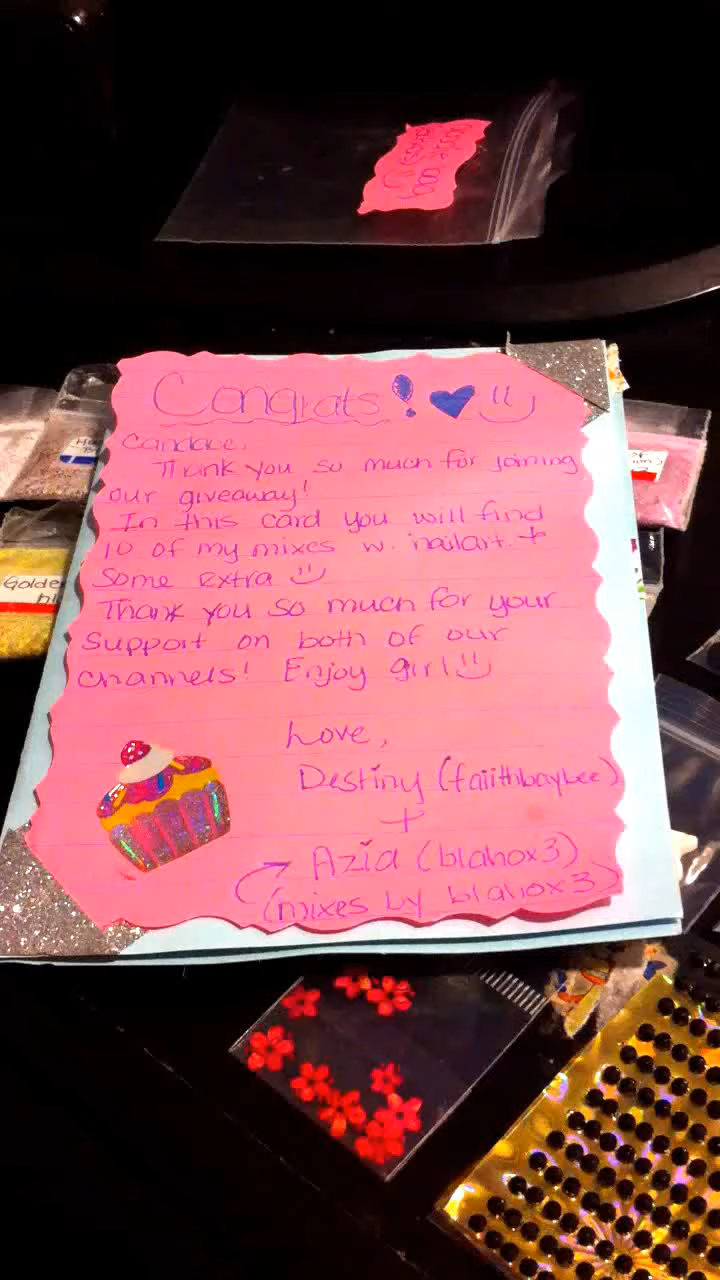 Congrats! ♥ :)
Candace,
Thank you so much for joining
our giveaway!
In this card you will find
10 of my mixes w. nailart. +
Some extra :)
Thank you so much for your
Support on both of our
channels! Enjoy girl :)
Love,
Destiny (faiithbaybee)
+
Azia (blahox3)
(mixes by blahox3)
Golde